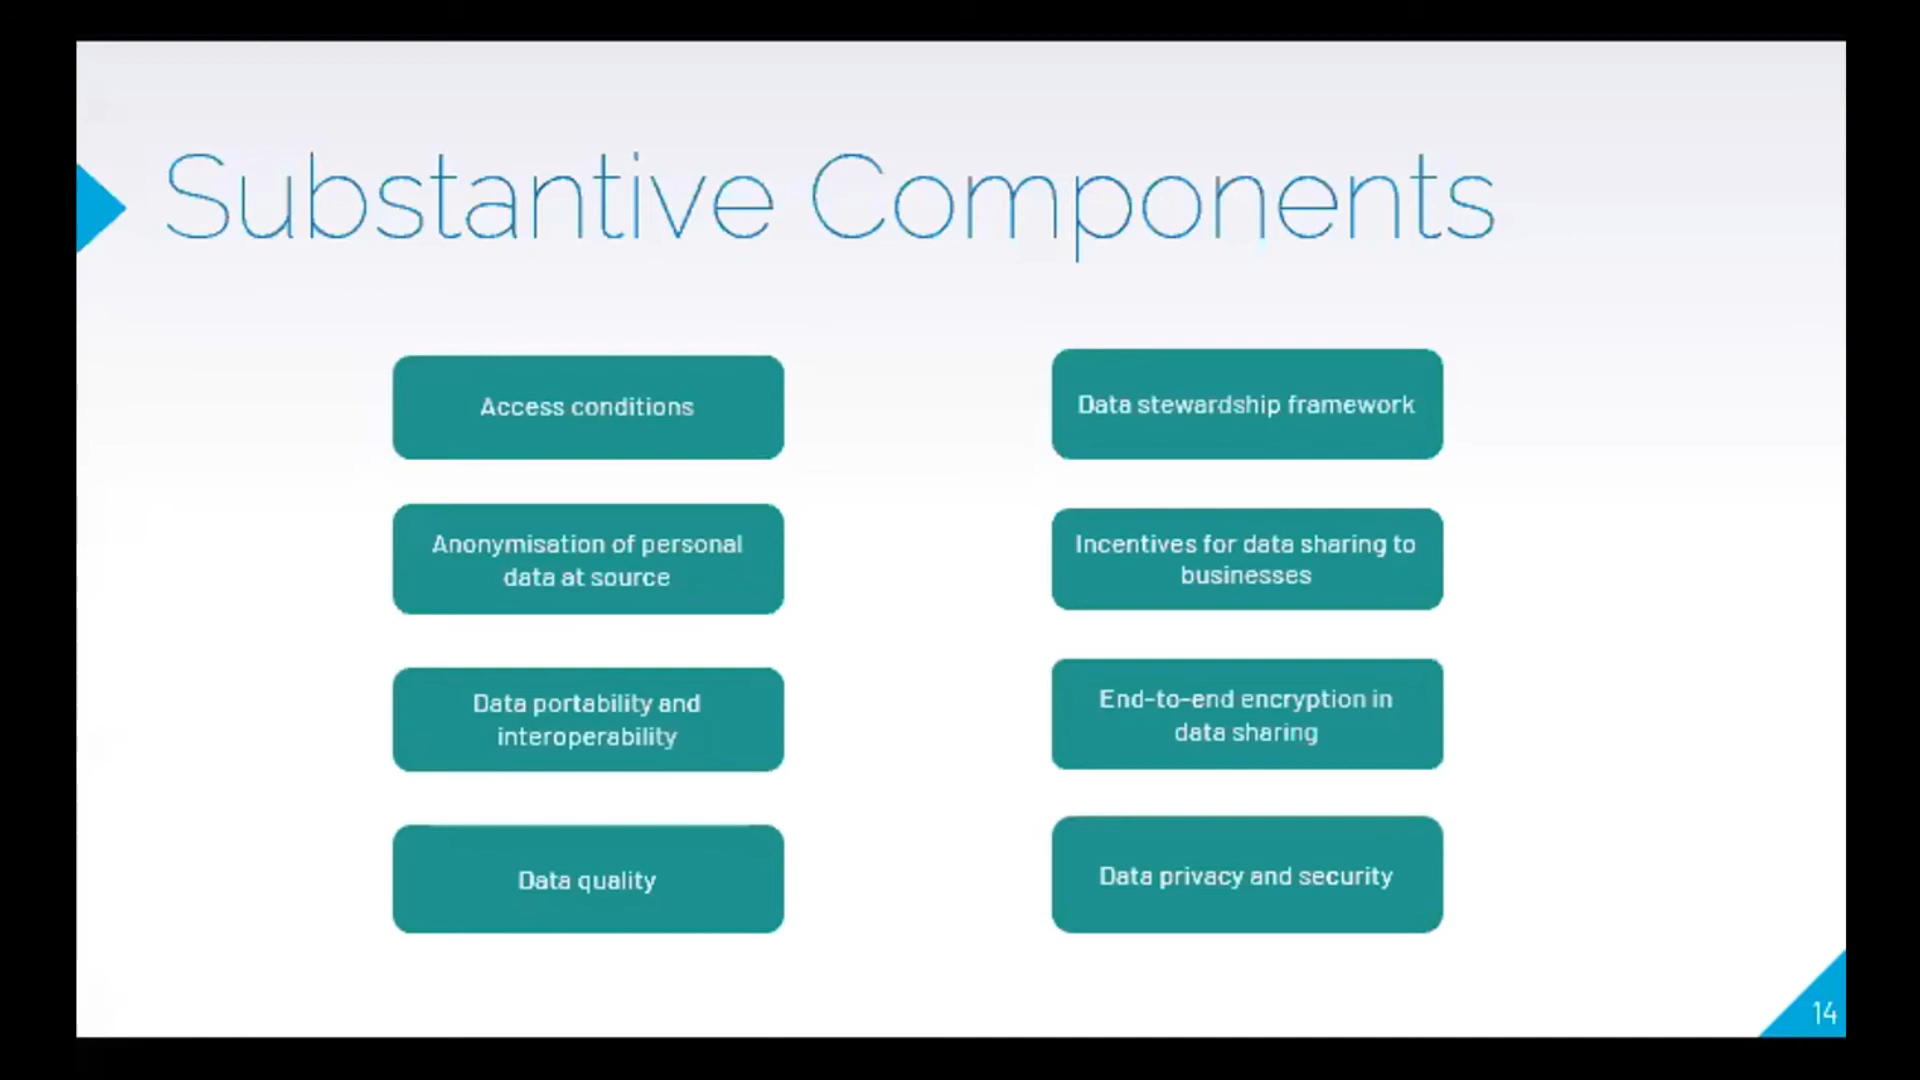 Substantive Components
Access conditions
Data stewardship framework
Anonymisation of personal
data at source
Incentives for data sharing to
businesses
Data portability and
interoperability
End-to-end encryption in
data sharing
Data quality
Data privacy and security
14